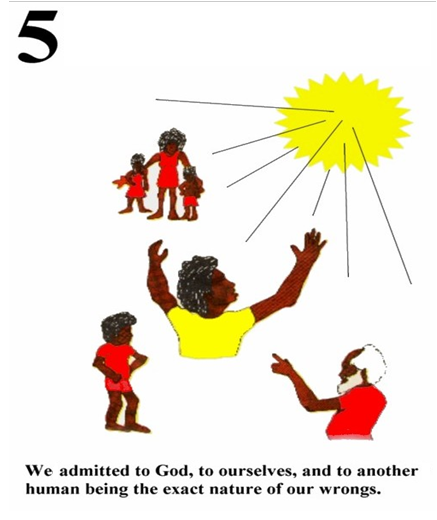 5
We admitted to God, to ourselves, and to another
human being the exact nature of our wrongs.